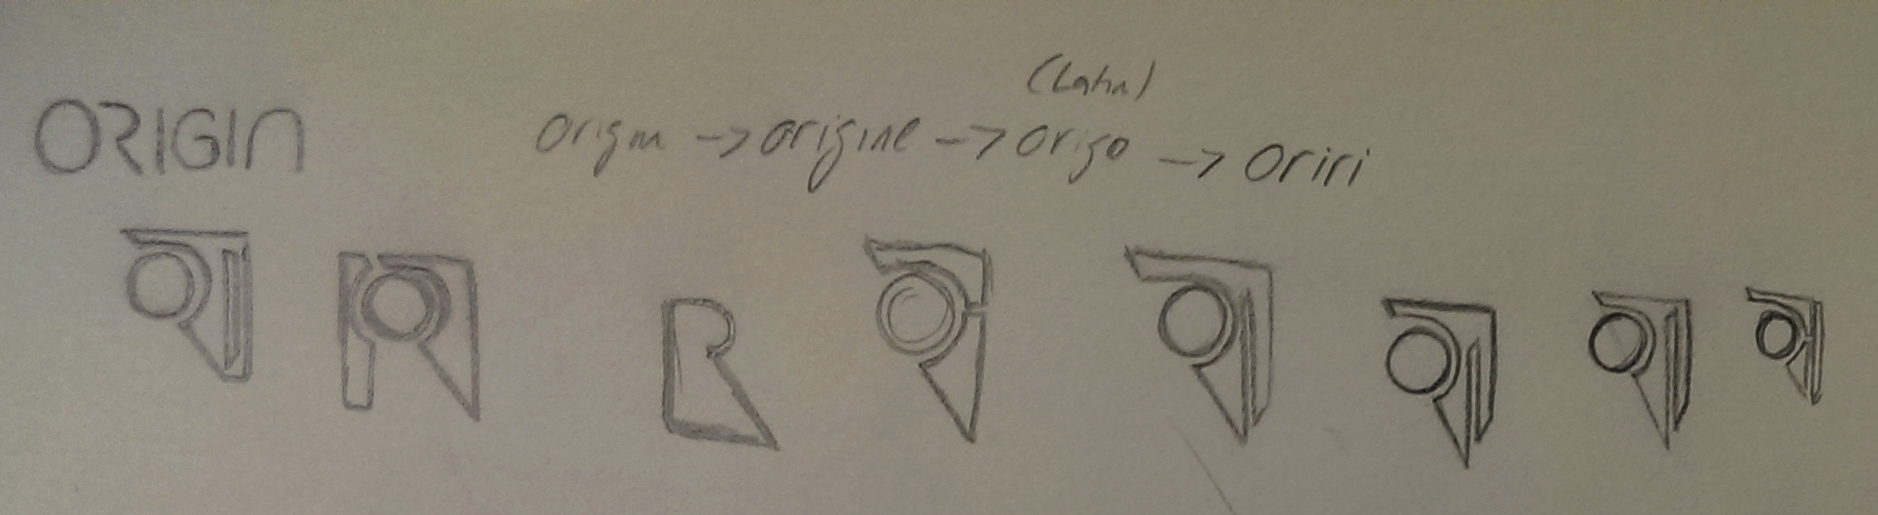 ORIGIN
(Latin)
Origin -> origine -> origo -> oriri